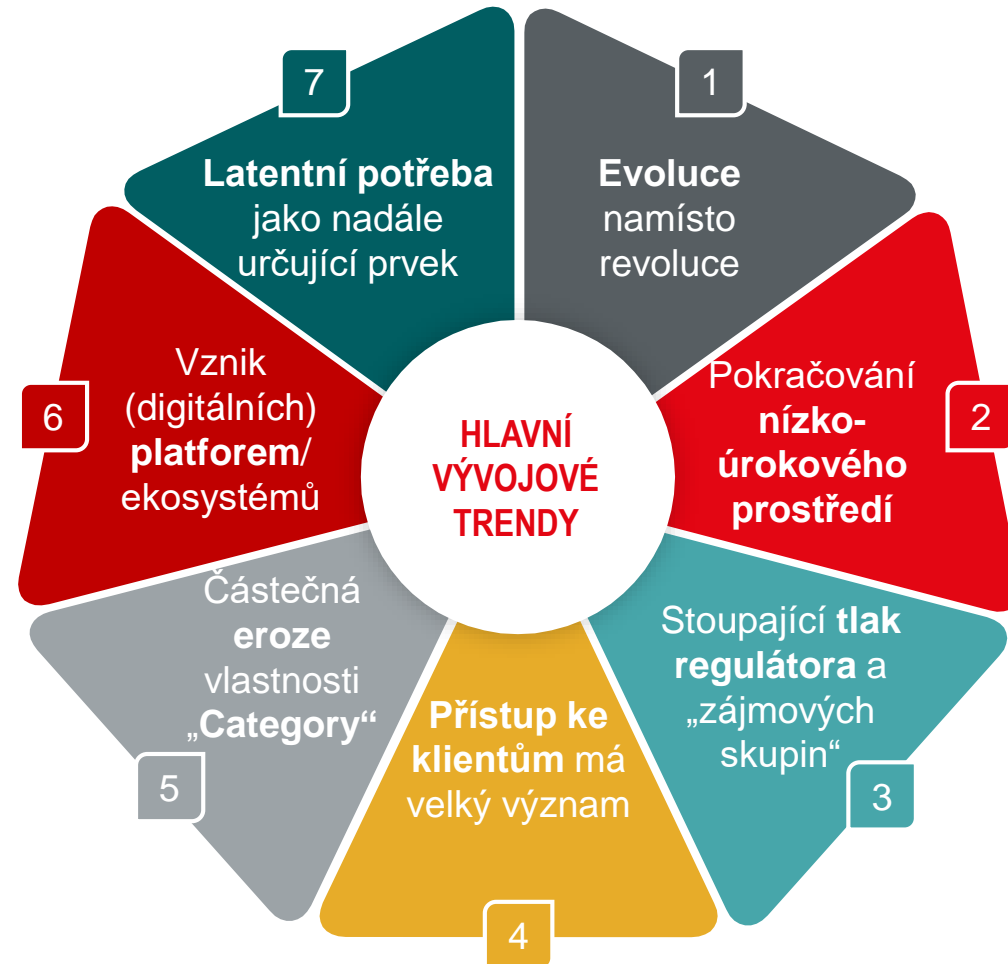 HLAVNÍ
VÝVOJOVÉ
TRENDY
1
Evoluce
namísto
revoluce
2
Pokračování
nízko-
úrokového
prostředí
3
Stoupající tlak
regulátora a
„zájmových
skupin“
4
Přístup ke
klientům má
velký význam
5
Částečná
eroze
vlastnosti
„Category“
6
Vznik
(digitálních)
platforem/
ekosystémů
7
Latentní potřeba
jako nadále
určující prvek